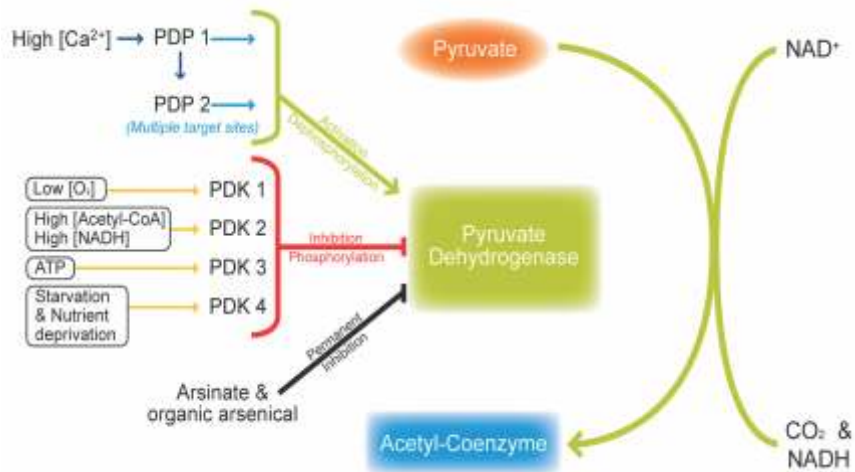 High [Ca²⁺]
PDP 1
PDP 2
(Multiple target sites)
Activation
Dephosphorylation
Pyruvate
NAD⁺
Low [O₂]
PDK 1
High [Acetyl-CoA]
High [NADH]
PDK 2
ATP
PDK 3
Starvation
& Nutrient
deprivation
PDK 4
Inhibition
Phosphorylation
Pyruvate
Dehydrogenase
Permanent
Inhibition
Arsinate &
organic arsenical
Acetyl-Coenzyme
CO₂ &
NADH